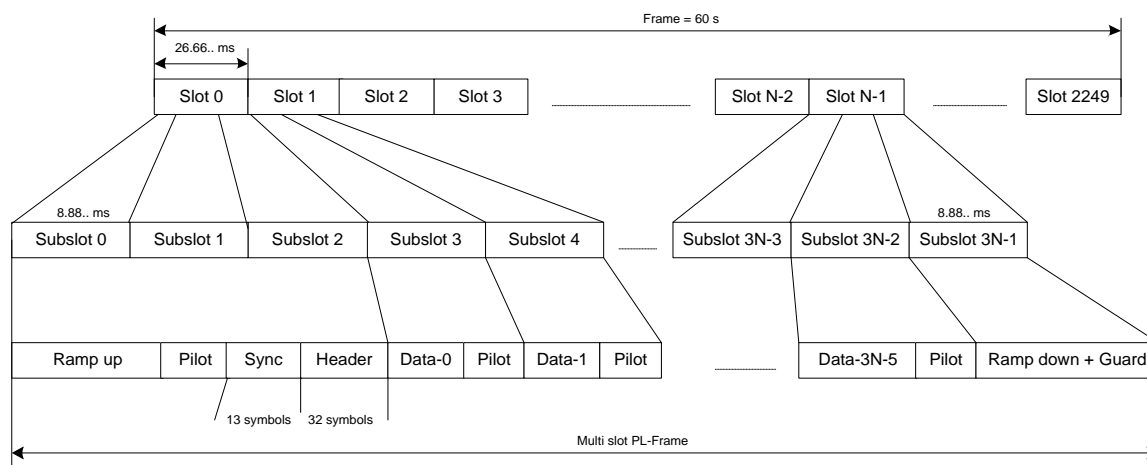 Frame = 60 s
26.66.. ms
Slot 0 Slot 1 Slot 2 Slot 3 Slot N-2 Slot N-1 Slot 2249
8.88.. ms 8.88.. ms
Subslot 0 Subslot 1 Subslot 2 Subslot 3 Subslot 4 Subslot 3N-3 Subslot 3N-2 Subslot 3N-1
Ramp up Pilot Sync Header Data-0 Pilot Data-1 Pilot Data-3N-5 Pilot Ramp down + Guard
13 symbols 32 symbols
Multi slot PL-Frame